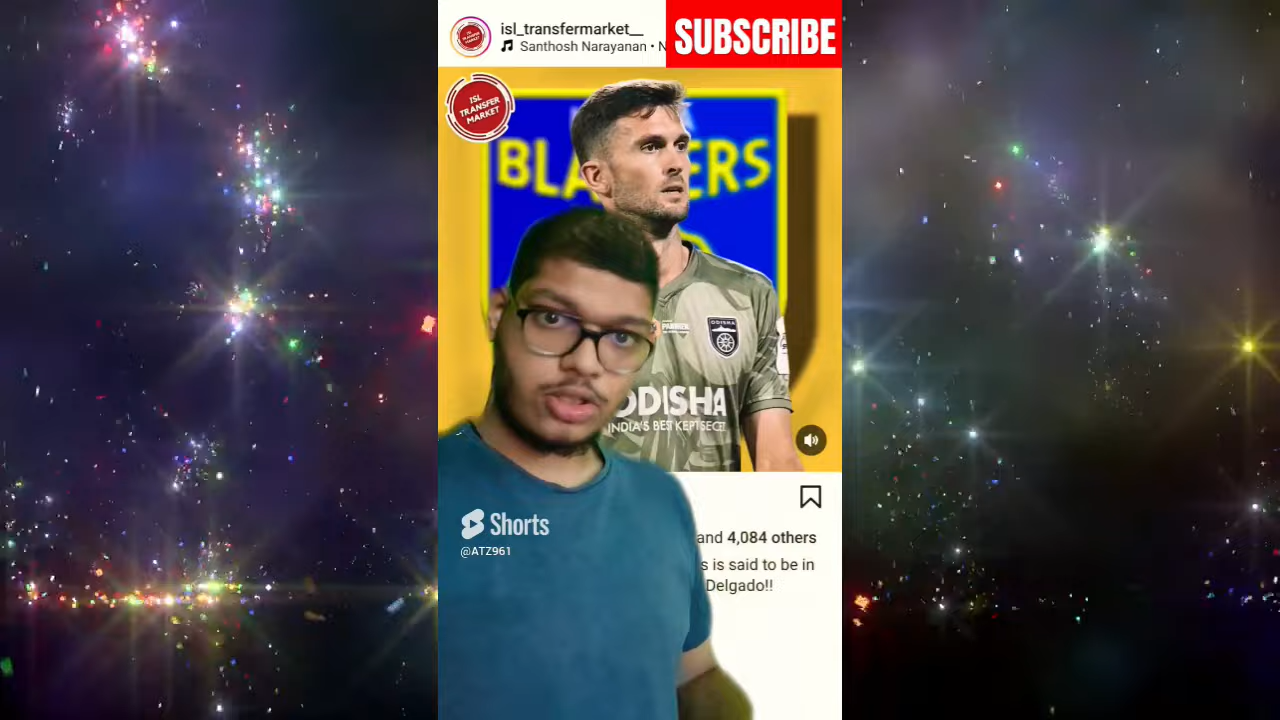 isl_transfermarket__
Santhosh Narayanan • N
SUBSCRIBE
ISL
TRANSFER
MARKET
BLA ERS
ODISHA
ODISHA
INDIA'S BEST KEPT SECRET
Shorts
@ATZ961
and 4,084 others
s is said to be in
Delgado!!